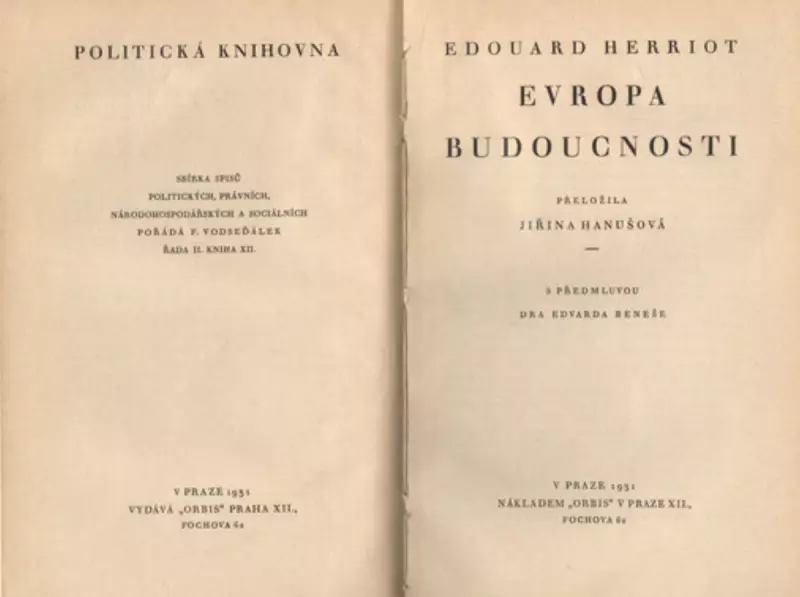 POLITICKÁ KNIHOVNA
SBÍRKA SPISŮ
POLITICKÝCH, PRÁVNÍCH,
NÁRODOHOSPODÁŘSKÝCH A SOCIÁLNÍCH
POŘÁDÁ F. VODSEĎÁLEK
ŘADA II. KNIHA XII.
V PRAZE 1931
VYDÁVÁ „ORBIS“ PRAHA XII.,
FOCHOVA 62
EDOUARD HERRIOT
EVROPA
BUDOUCNOSTI
PŘELOŽILA
JIŘINA HANUŠOVÁ
S PŘEDMLUVOU
DRA EDVARDA BENEŠE
V PRAZE 1931
NÁKLADEM „ORBIS“ V PRAZE XII.,
FOCHOVA 62